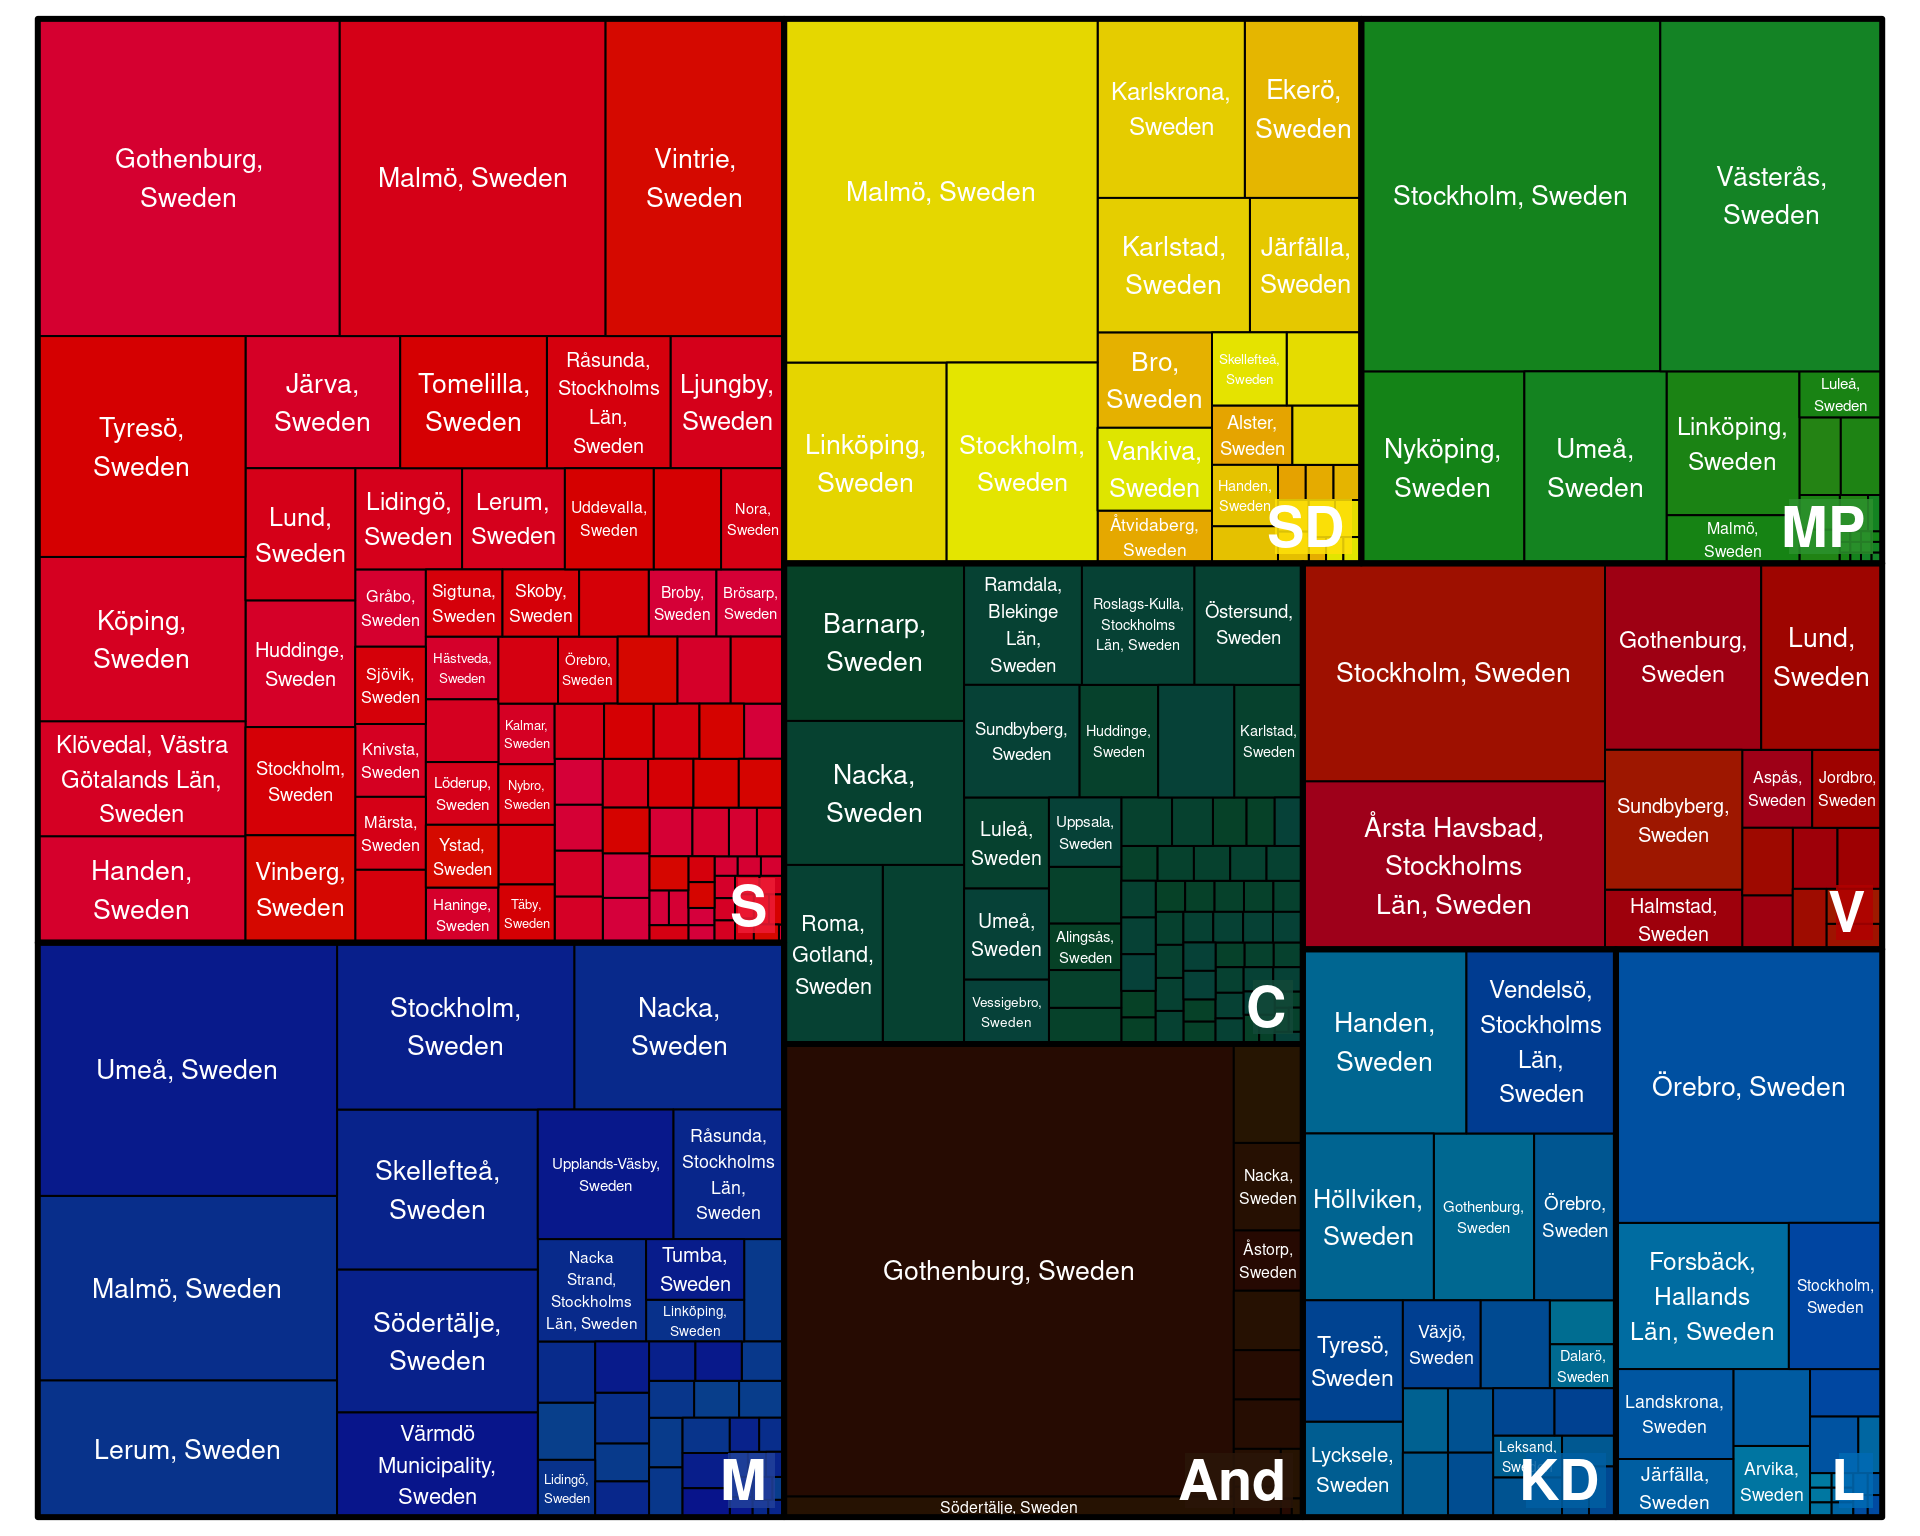 Gothenburg,
Sweden
Malmö, Sweden
Vintrie,
Sweden
Tyresö,
Sweden
Järva,
Sweden
Tomelilla,
Sweden
Råsunda,
Stockholms
Län,
Sweden
Ljungby,
Sweden
Lund,
Sweden
Lidingö,
Sweden
Lerum,
Sweden
Uddevalla,
Sweden
Nora,
Sweden
Köping,
Sweden
Huddinge,
Sweden
Gråbo,
Sweden
Sigtuna,
Sweden
Skoby,
Sweden
Broby,
Sweden
Brösarp,
Sweden
Sjövik,
Sweden
Hästveda,
Sweden
Örebro,
Sweden
Klövedal, Västra
Götalands Län,
Sweden
Stockholm,
Sweden
Knivsta,
Sweden
Kalmar,
Sweden
Löderup,
Sweden
Nybro,
Sweden
Handen,
Sweden
Vinberg,
Sweden
Märsta,
Sweden
Ystad,
Sweden
Haninge,
Sweden
Täby,
Sweden
S
Malmö, Sweden
Karlskrona,
Sweden
Ekerö,
Sweden
Karlstad,
Sweden
Järfälla,
Sweden
Linköping,
Sweden
Stockholm,
Sweden
Bro,
Sweden
Skellefteå,
Sweden
Vankiva,
Sweden
Alster,
Sweden
Handen,
Sweden
Åtvidaberg,
Sweden
SD
Stockholm, Sweden
Västerås,
Sweden
Nyköping,
Sweden
Umeå,
Sweden
Linköping,
Sweden
Luleå,
Sweden
Malmö,
Sweden
MP
Barnarp,
Sweden
Ramdala,
Blekinge
Län,
Sweden
Roslags-Kulla,
Stockholms
Län, Sweden
Östersund,
Sweden
Nacka,
Sweden
Sundbyberg,
Sweden
Huddinge,
Sweden
Karlstad,
Sweden
Luleå,
Sweden
Uppsala,
Sweden
Roma,
Gotland,
Sweden
Umeå,
Sweden
Alingsås,
Sweden
Vessigebro,
Sweden
C
Stockholm, Sweden
Gothenburg,
Sweden
Lund,
Sweden
Årsta Havsbad,
Stockholms
Län, Sweden
Sundbyberg,
Sweden
Aspås,
Sweden
Jordbro,
Sweden
Halmstad,
Sweden
V
Umeå, Sweden
Stockholm,
Sweden
Nacka,
Sweden
Skellefteå,
Sweden
Upplands-Väsby,
Sweden
Råsunda,
Stockholms
Län,
Sweden
Malmö, Sweden
Södertälje,
Sweden
Nacka
Strand,
Stockholms
Län, Sweden
Tumba,
Sweden
Linköping,
Sweden
Lerum, Sweden
Värmdö
Municipality,
Sweden
Lidingö,
Sweden
M
Gothenburg, Sweden
Nacka,
Sweden
Åstorp,
Sweden
Södertälje, Sweden
And
Handen,
Sweden
Vendelsö,
Stockholms
Län,
Sweden
Höllviken,
Sweden
Gothenburg,
Sweden
Örebro,
Sweden
Tyresö,
Sweden
Växjö,
Sweden
Dalarö,
Sweden
Lycksele,
Sweden
Leksand,
KD
Örebro, Sweden
Forsbäck,
Hallands
Län, Sweden
Stockholm,
Sweden
Landskrona,
Sweden
Järfälla,
Sweden
Arvika,
Sweden
L